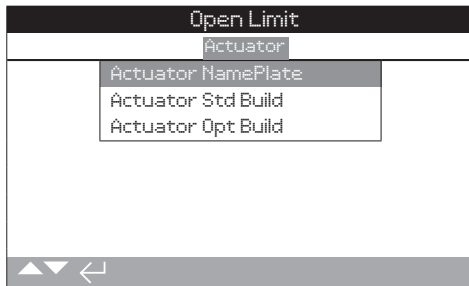 Open Limit
Actuator
Actuator NamePlate
Actuator Std Build
Actuator Opt Build